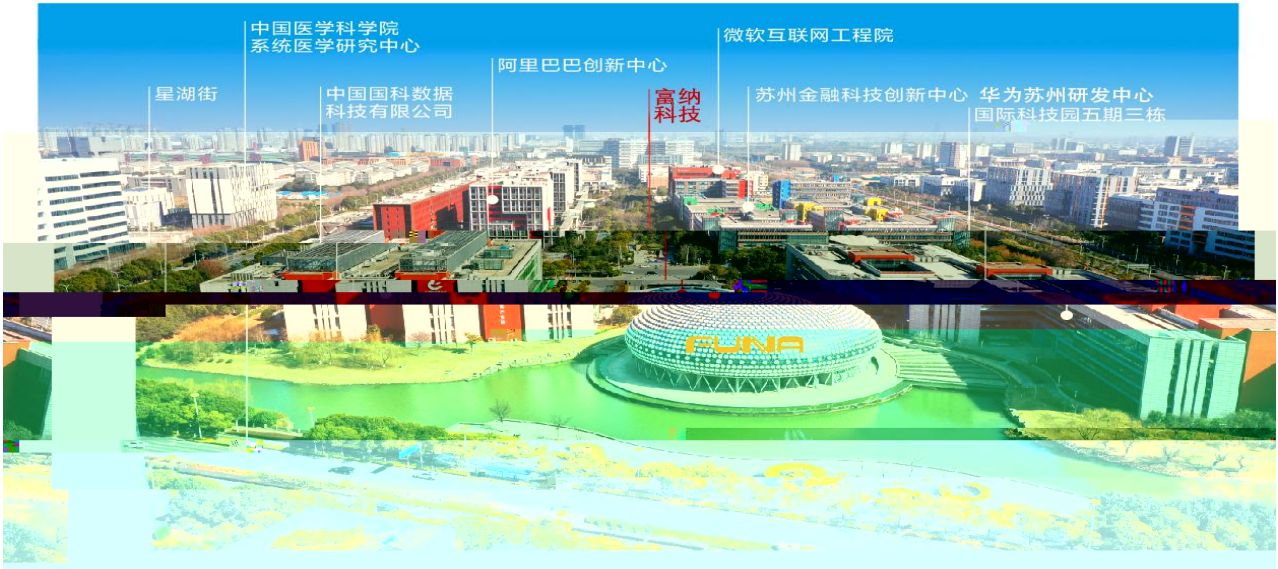 中国医学科学院
系统医学研究中心
微软互联网工程院
阿里巴巴创新中心
星湖街
中国国科数据
科技有限公司
富纳
科技
苏州金融科技创新中心
华为苏州研发中心
国际科技园五期三栋
FUNA